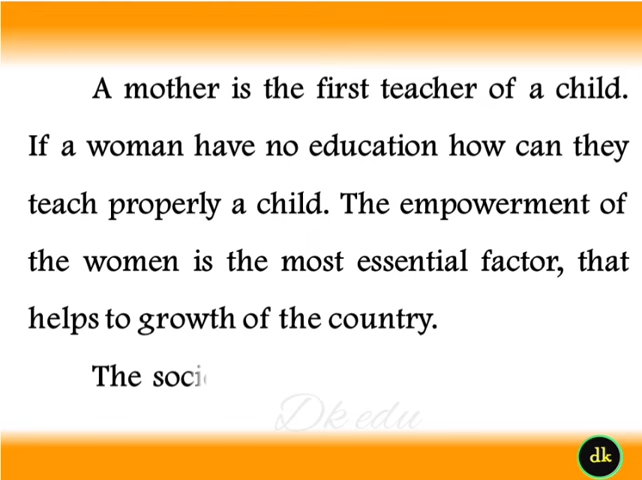 A mother is the first teacher of a child.
If a woman have no education how can they
teach properly a child. The empowerment of
the women is the most essential factor, that
helps to growth of the country.
The
Dk edu
dk